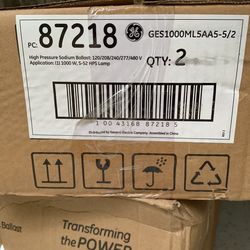 PC: 87218 GE GES1000ML5AA5-5/2
High Pressure Sodium Ballast: 120/208/240/277/480 V
Application: (1) 1000 W, S-52 HPS Lamp
QTY: 2
1 00 43168 87218 5
Distributed by General Electric Company. Assembled in China
Ballast
Transforming
the POWER